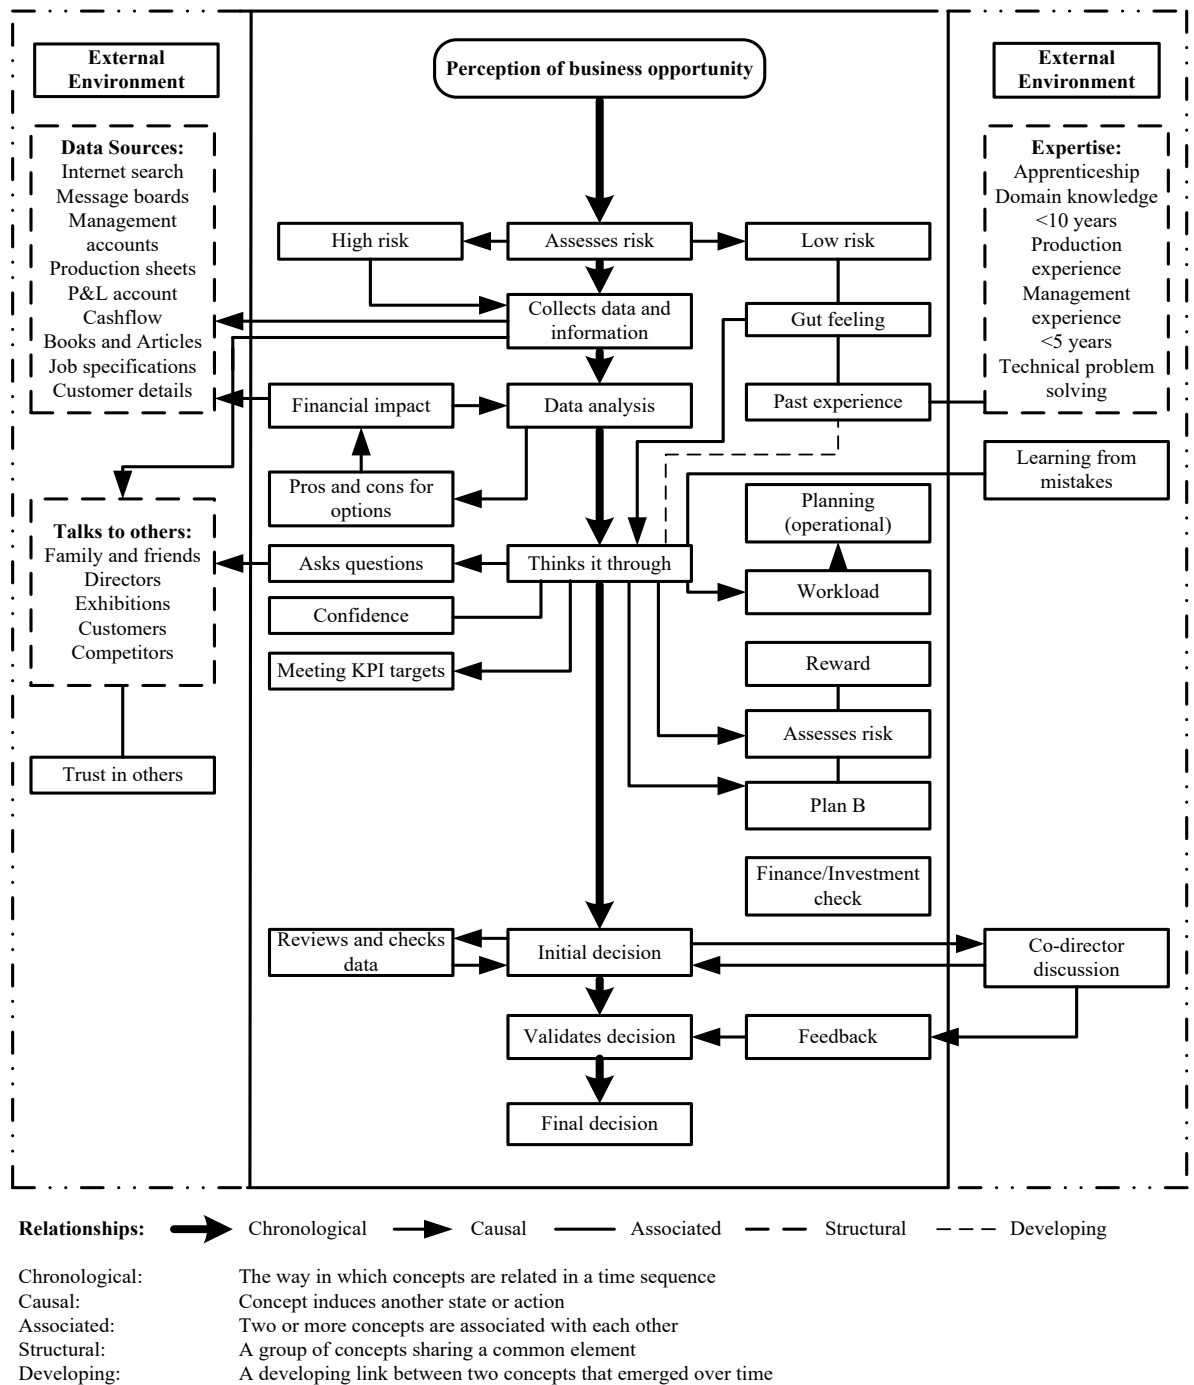 External
Environment
Data Sources:
Internet search
Message boards
Management
accounts
Production sheets
P&L account
Cashflow
Books and Articles
Job specifications
Customer details
Talks to others:
Family and friends
Directors
Exhibitions
Customers
Competitors
Trust in others
Perception of business opportunity
High risk
Assesses risk
Low risk
Collects data and
information
Gut feeling
Financial impact
Data analysis
Past experience
Pros and cons for
options
Planning
(operational)
Asks questions
Thinks it through
Workload
Confidence
Meeting KPI targets
Reward
Assesses risk
Plan B
Finance/Investment
check
Reviews and checks
data
Initial decision
Validates decision
Feedback
Final decision
External
Environment
Expertise:
Apprenticeship
Domain knowledge
<10 years
Production
experience
Management
experience
<5 years
Technical problem
solving
Learning from
mistakes
Co-director
discussion
Relationships: Chronological Causal Associated Structural Developing
Chronological: The way in which concepts are related in a time sequence
Causal: Concept induces another state or action
Associated: Two or more concepts are associated with each other
Structural: A group of concepts sharing a common element
Developing: A developing link between two concepts that emerged over time